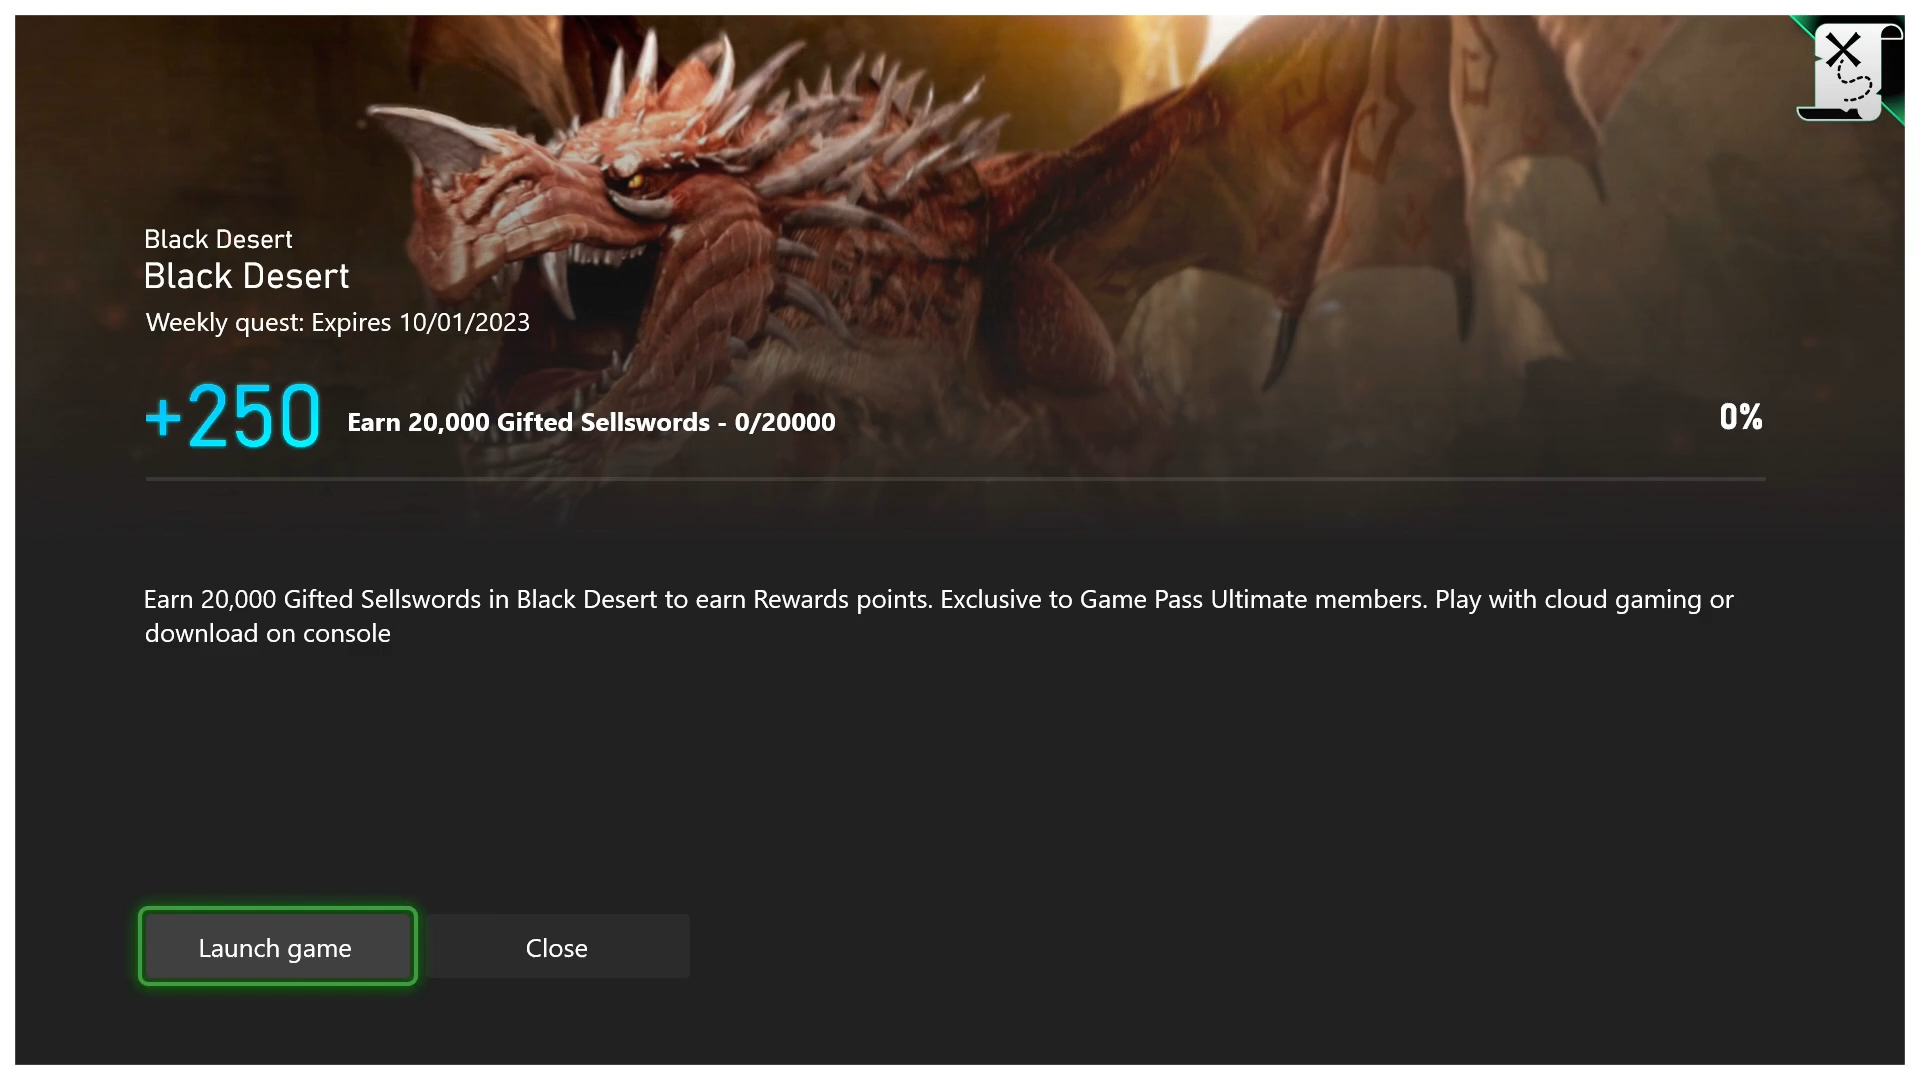 Black Desert
Black Desert
Weekly quest: Expires 10/01/2023
+250 Earn 20,000 Gifted Sellswords - 0/20000 0%
Earn 20,000 Gifted Sellswords in Black Desert to earn Rewards points. Exclusive to Game Pass Ultimate members. Play with cloud gaming or
download on console
Launch game Close